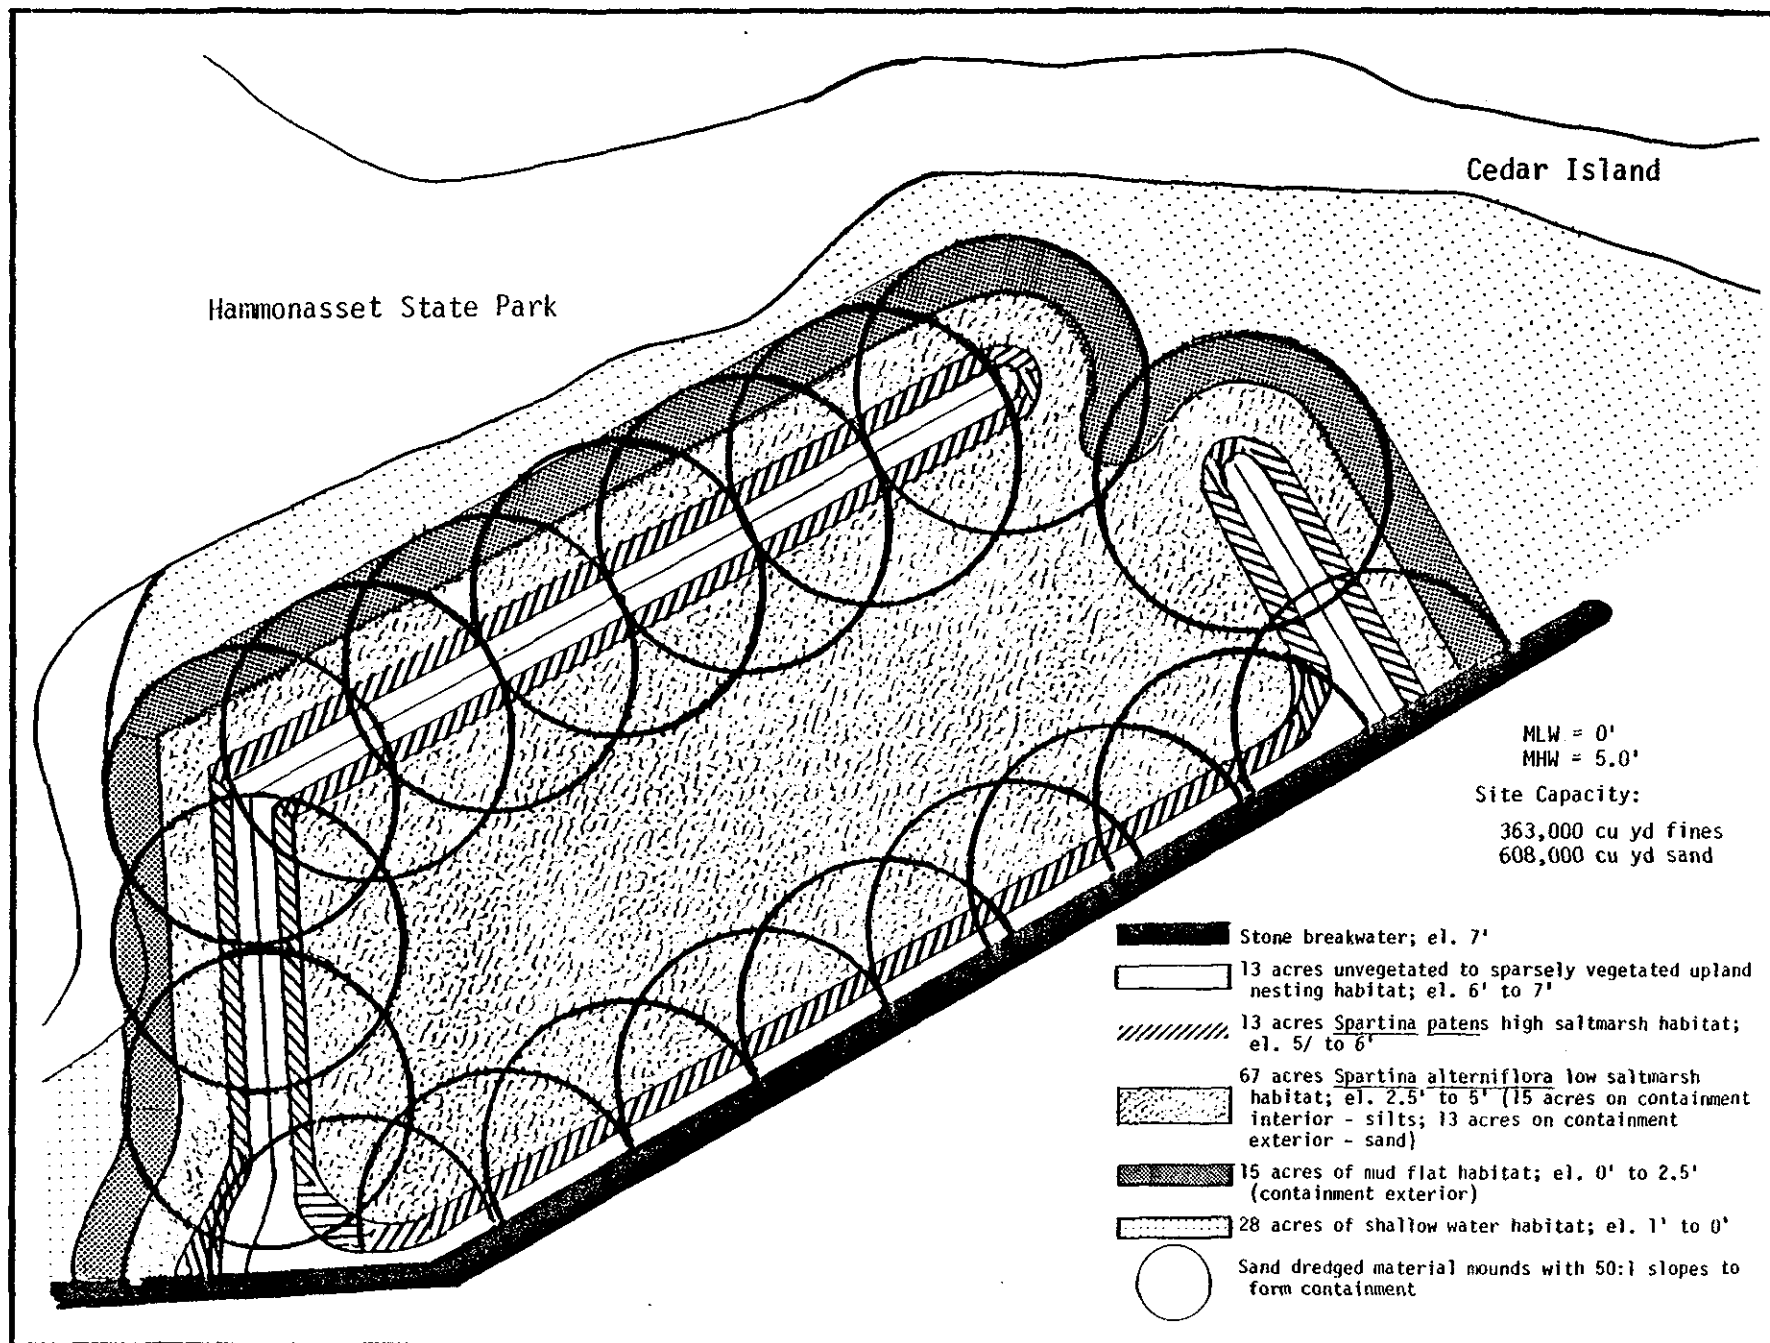 Cedar Island
Hammonasset State Park
MLW = 0'
MHW = 5.0'
Site Capacity:
363,000 cu yd fines
608,000 cu yd sand
Stone breakwater; el. 7'
13 acres unvegetated to sparsely vegetated upland
nesting habitat; el. 6' to 7'
13 acres Spartina patens high saltmarsh habitat;
el. 5/ to 6'
67 acres Spartina alterniflora low saltmarsh
habitat; el. 2.5' to 5' (15 acres on containment
interior - silts; 13 acres on containment
exterior - sand)
15 acres of mud flat habitat; el. 0' to 2.5'
(containment exterior)
28 acres of shallow water habitat; el. 1' to 0'
Sand dredged material mounds with 50:1 slopes to
form containment